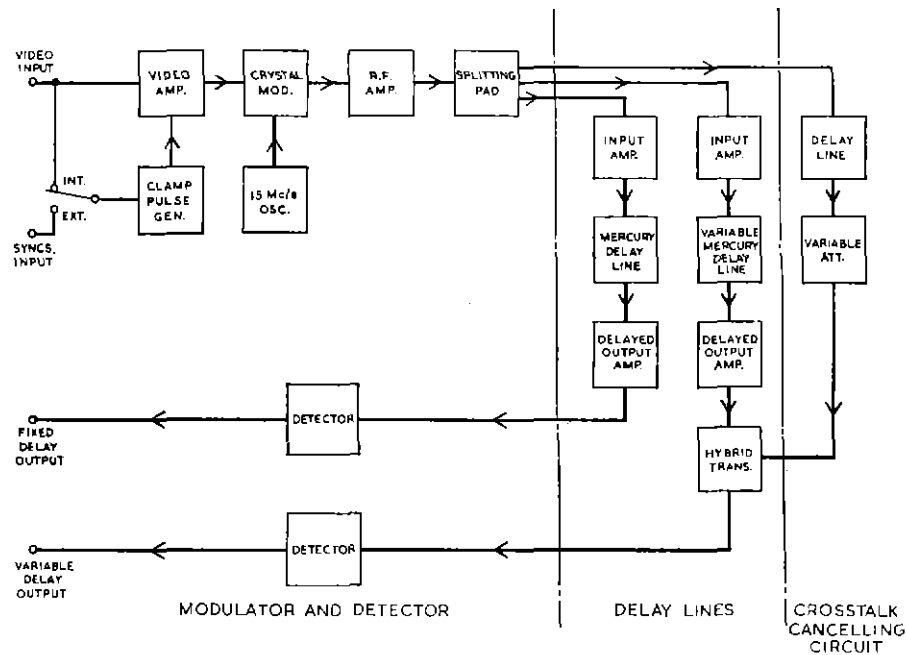 VIDEO
INPUT
VIDEO
AMP.
CRYSTAL
MOD.
R.F.
AMP.
SPLITTING
PAD
INPUT
AMP.
INPUT
AMP.
DELAY
LINE
INT.
EXT.
CLAMP
PULSE
GEN.
15 Mc/s
OSC.
SYNCS.
INPUT
MERCURY
DELAY
LINE
VARIABLE
MERCURY
DELAY
LINE
VARIABLE
ATT.
DELAYED
OUTPUT
AMP.
DELAYED
OUTPUT
AMP.
DETECTOR
FIXED
DELAY
OUTPUT
HYBRID
TRANS.
DETECTOR
VARIABLE
DELAY
OUTPUT
MODULATOR AND DETECTOR
DELAY LINES
CROSSTALK
CANCELLING
CIRCUIT